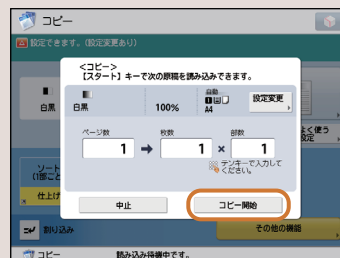 コピー
設定できます。(設定変更あり)
<コピー>
【スタート】キーで次の原稿を読み込みできます。
白黒
白黒
100%
自動
A4
設定変更
よく使う
設定
ページ数
枚数
部数
1
1
×
1
テンキーで入力して
ください。
ソート
(1部ごと
仕上げ
中止
コピー開始
割り込み
その他の機能
コピー
読み込み待機中です。